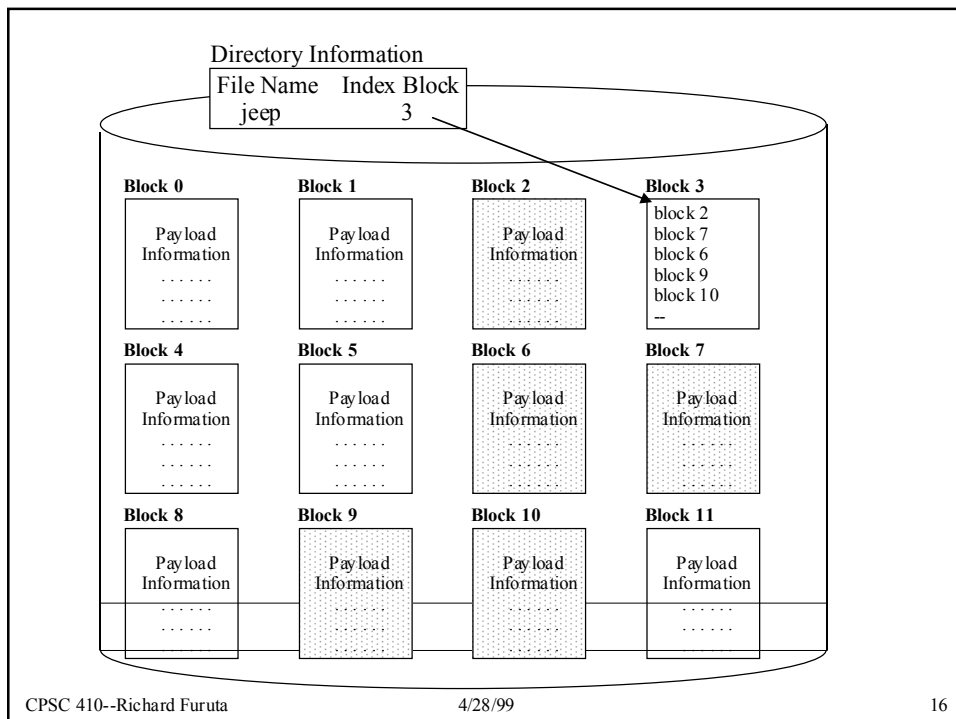 Directory Information
File Name Index Block
jeep 3
Block 0 Block 1 Block 2 Block 3
Payload Information
. . . . . .
. . . . . .
. . . . . .
Payload Information
. . . . . .
. . . . . .
. . . . . .
Payload Information
. . . . . .
. . . . . .
. . . . . .
block 2
block 7
block 6
block 9
block 10
--
Block 4 Block 5 Block 6 Block 7
Payload Information
. . . . . .
. . . . . .
. . . . . .
Payload Information
. . . . . .
. . . . . .
. . . . . .
Payload Information
. . . . . .
. . . . . .
. . . . . .
Payload Information
. . . . . .
. . . . . .
. . . . . .
Block 8 Block 9 Block 10 Block 11
Payload Information
. . . . . .
. . . . . .
. . . . . .
Payload Information
. . . . . .
. . . . . .
. . . . . .
Payload Information
. . . . . .
. . . . . .
. . . . . .
Payload Information
. . . . . .
. . . . . .
. . . . . .
CPSC 410--Richard Furuta 4/28/99 16